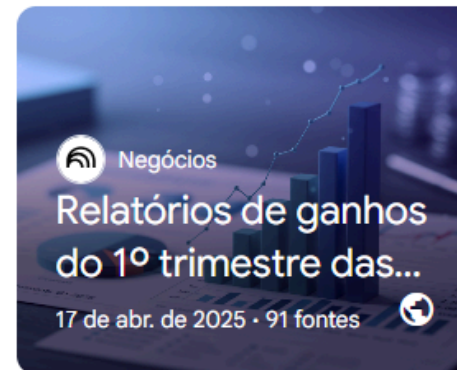 Negócios
Relatórios de ganhos
do 1º trimestre das...
17 de abr. de 2025 · 91 fontes